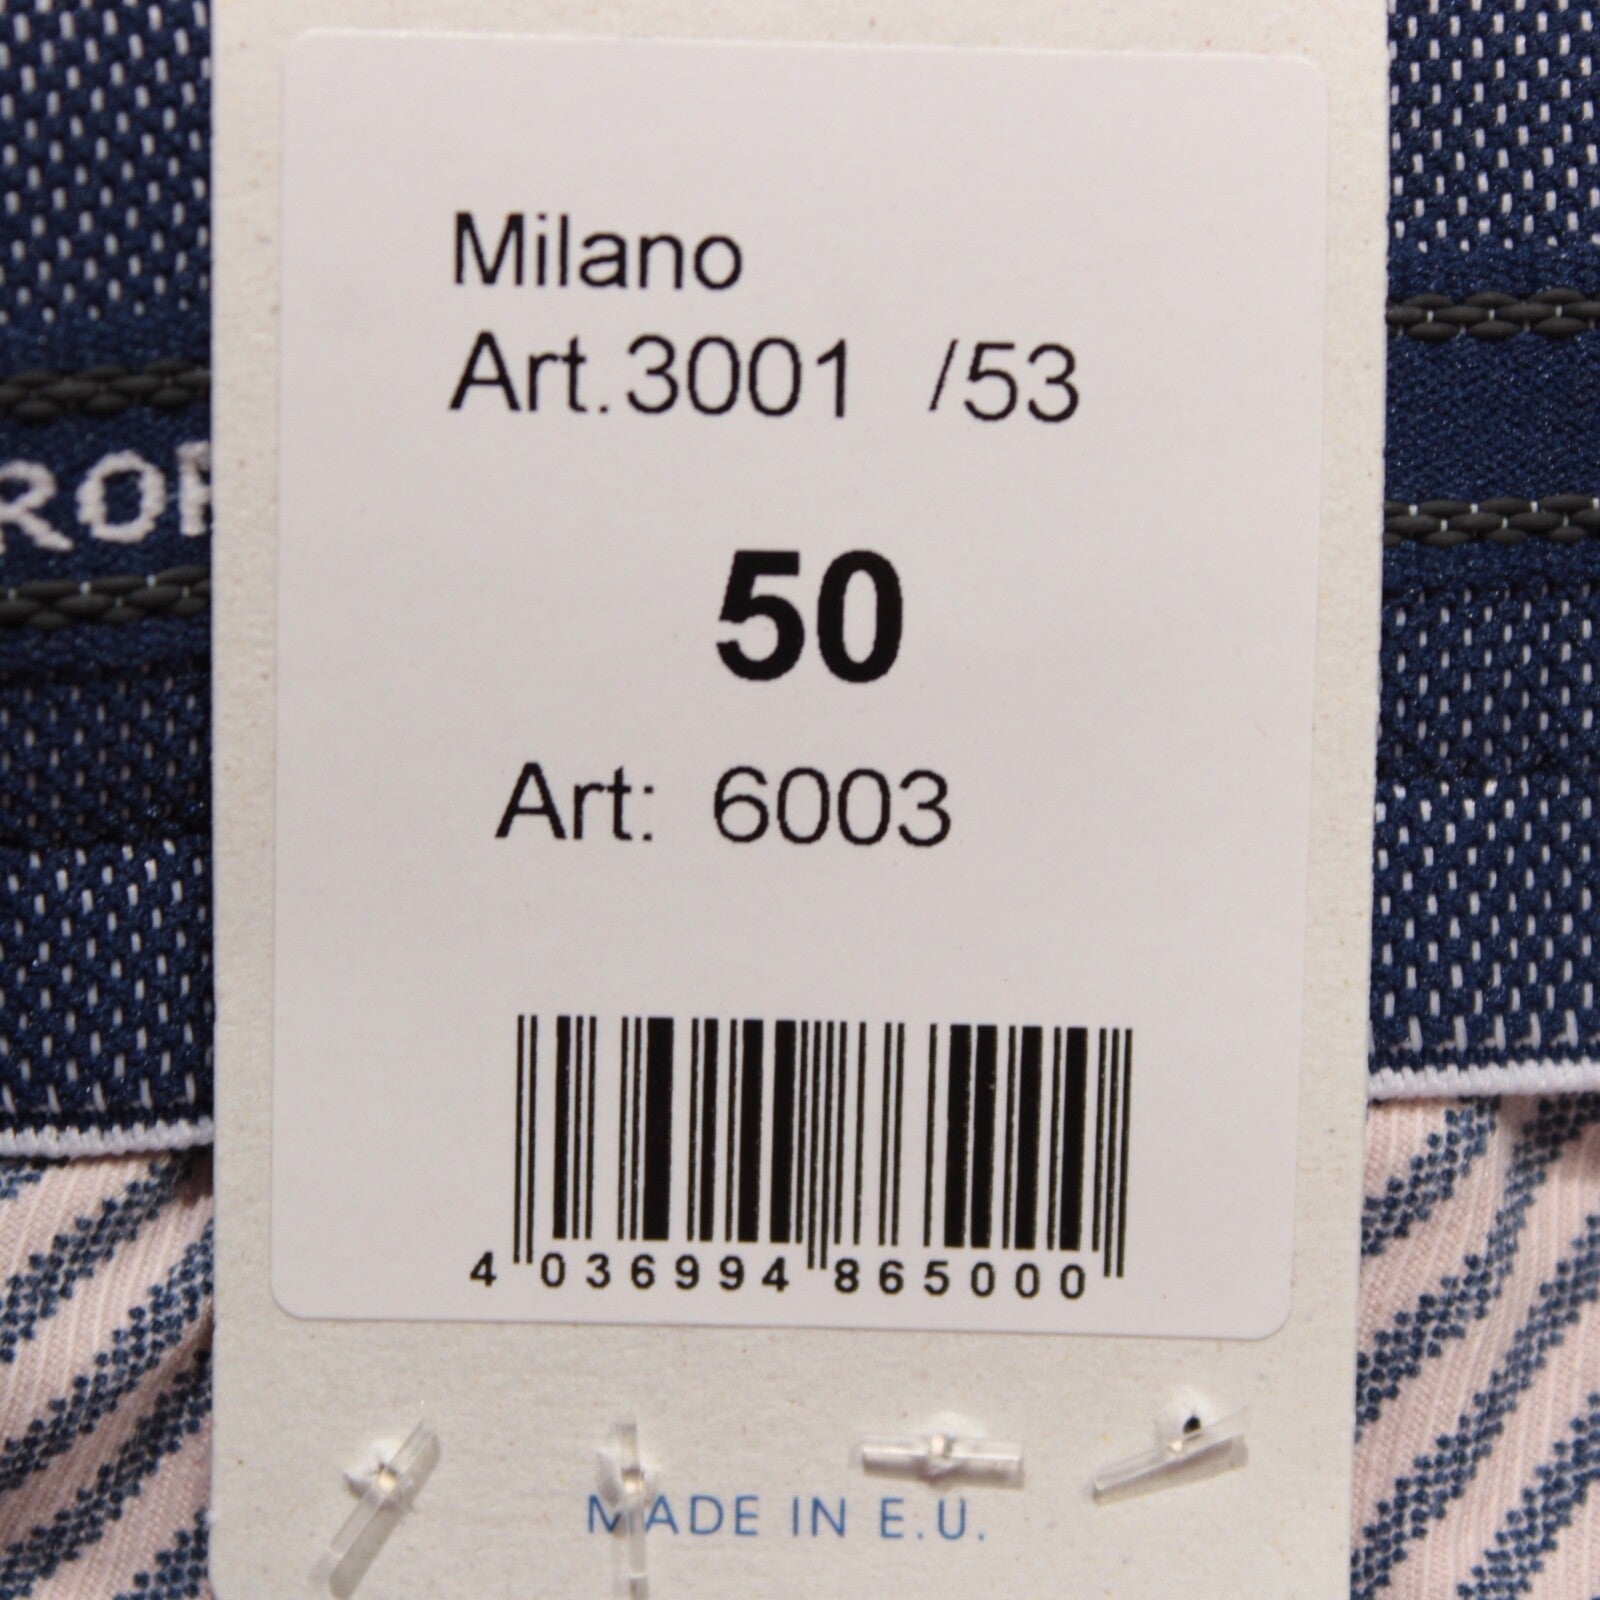 Milano
Art.3001 /53
50
Art: 6003
4 036994 865000
MADE IN E.U.